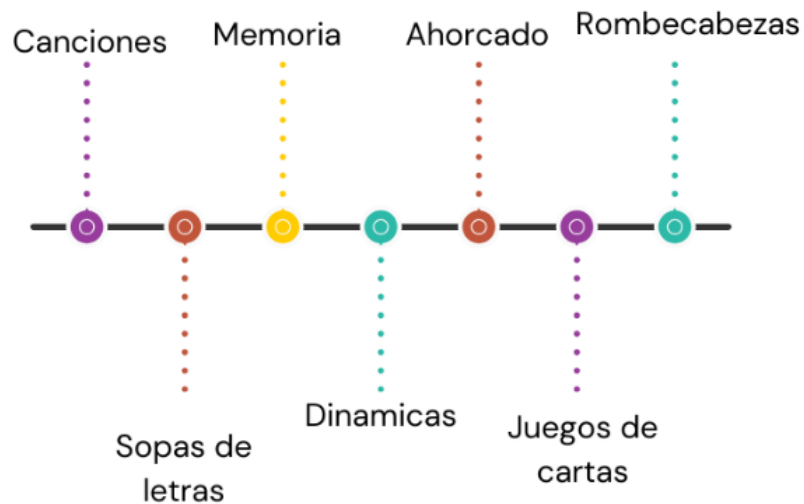 Canciones
Memoria
Ahorcado
Rombecabezas
Sopas de
letras
Dinamicas
Juegos de
cartas